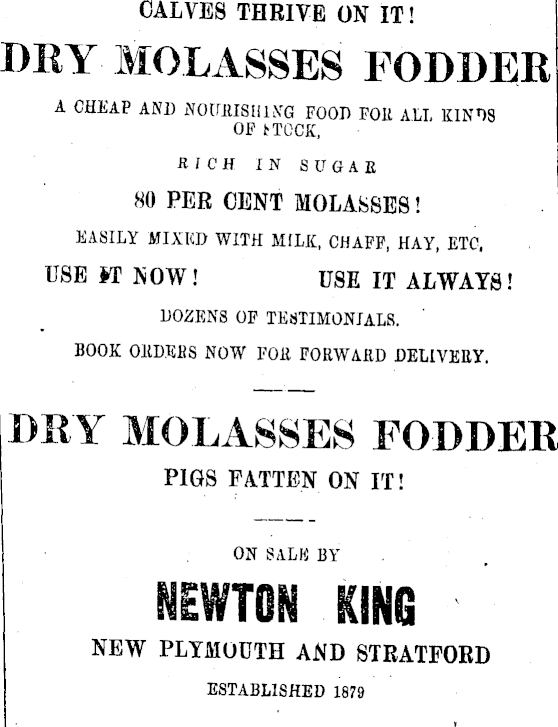 CALVES THRIVE ON IT!
DRY MOLASSES FODDER
A CHEAP AND NOURISHING FOOD FOR ALL KINDS
OF STOCK,
RICH IN SUGAR
80 PER CENT MOLASSES!
EASILY MIXED WITH MILK, CHAFF, HAY, ETC,
USE IT NOW! USE IT ALWAYS!
DOZENS OF TESTIMONIALS.
BOOK ORDERS NOW FOR FORWARD DELIVERY.
DRY MOLASSES FODDER
PIGS FATTEN ON IT!
ON SALE BY
NEWTON KING
NEW PLYMOUTH AND STRATFORD
ESTABLISHED 1879